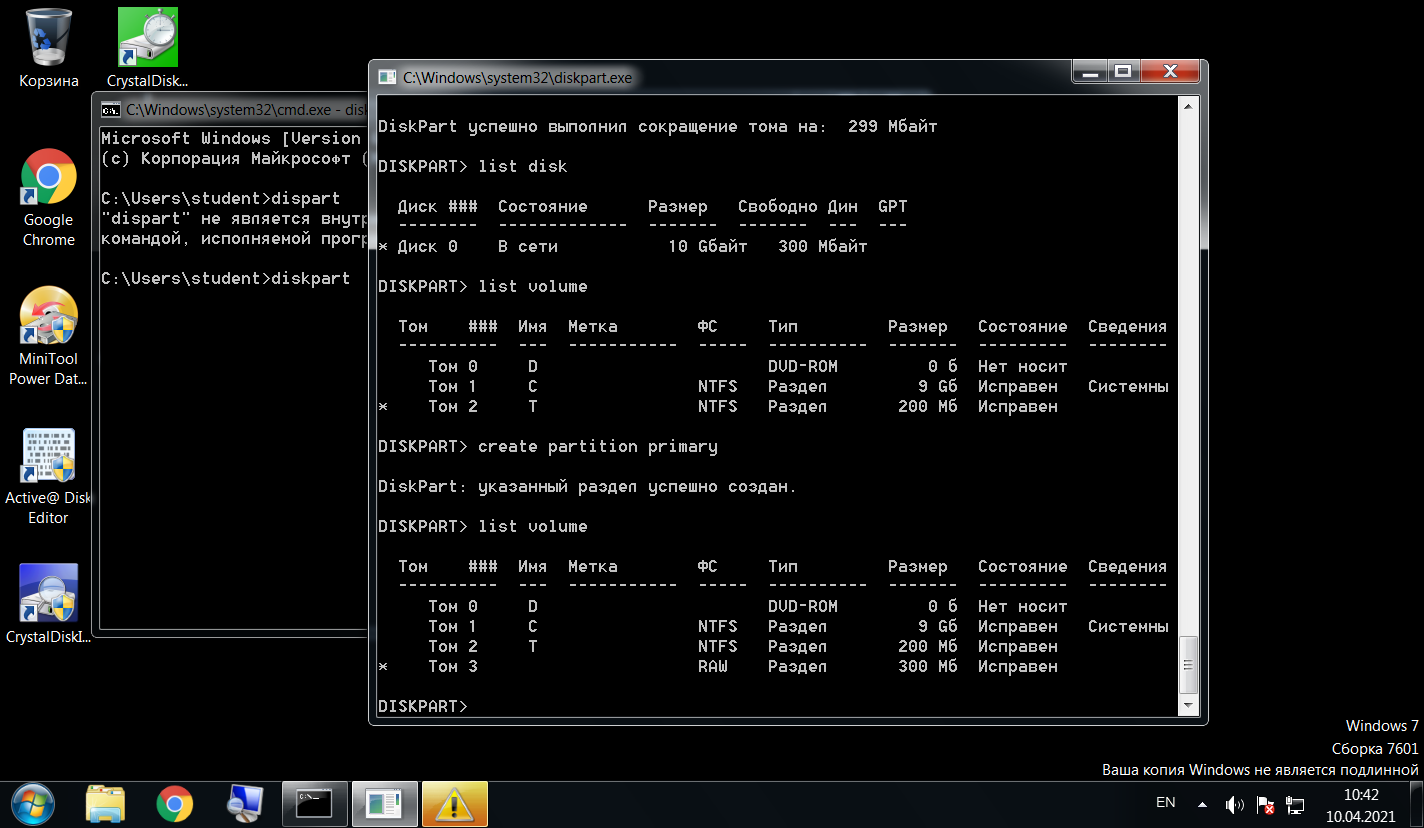 Корзина
CrystalDisk...
Google
Chrome
MiniTool
Power Dat...
Active@ Disk
Editor
CrystalDiskI...
C:\Windows\system32\cmd.exe - dis
Microsoft Windows [Version
(c) Корпорация Майкрософт (
C:\Users\student>dispart
"dispart" не является внутр
командой, исполняемой прогр
C:\Users\student>diskpart
C:\Windows\system32\diskpart.exe
DiskPart успешно выполнил сокращение тома на: 299 Mбайт
DISKPART> list disk
Диск ### Состояние Размер Свободно Дин GPT
-------- ------------- ------- ------- --- ---
* Диск 0 В сети 10 Gбайт 300 Mбайт
DISKPART> list volume
Том ### Имя Метка ФС Тип Размер Состояние Сведения
---------- --- ----------- ----- ---------- ------- --------- --------
Том 0 D DVD-ROM 0 б Нет носит
Том 1 C NTFS Раздел 9 Gб Исправен Системны
* Том 2 T NTFS Раздел 200 Mб Исправен
DISKPART> create partition primary
DiskPart: указанный раздел успешно создан.
DISKPART> list volume
Том ### Имя Метка ФС Тип Размер Состояние Сведения
---------- --- ----------- ----- ---------- ------- --------- --------
Том 0 D DVD-ROM 0 б Нет носит
Том 1 C NTFS Раздел 9 Gб Исправен Системны
Том 2 T NTFS Раздел 200 Mб Исправен
* Том 3 RAW Раздел 300 Mб Исправен
DISKPART>
Windows 7
Сборка 7601
Ваша копия Windows не является подлинной
EN
10:42
10.04.2021